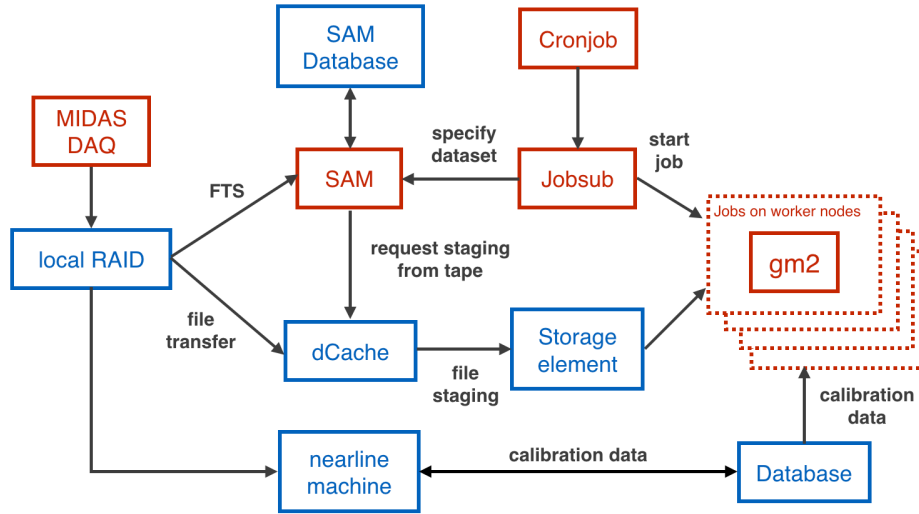 SAM
Database
Cronjob
MIDAS
DAQ
specify
dataset
start
job
FTS
SAM
Jobsub
Jobs on worker nodes
local RAID
request staging
from tape
gm2
file
transfer
dCache
Storage
element
file
staging
calibration
data
nearline
machine
calibration data
Database